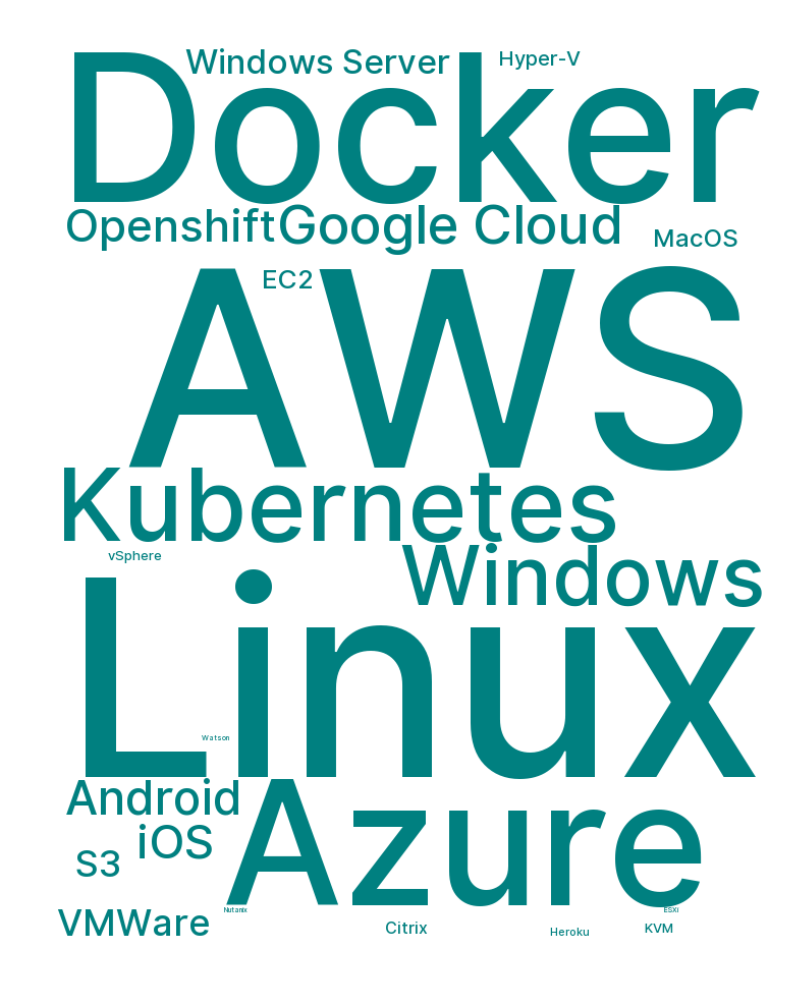 Windows Server
Hyper-V
Docker
Openshift
Google Cloud
MacOS
EC2
AWS
Kubernetes
vSphere
Windows
Linux
Watson
Android
Azure
iOS
S3
Nutanix
ESXi
VMWare
Citrix
Heroku
KVM